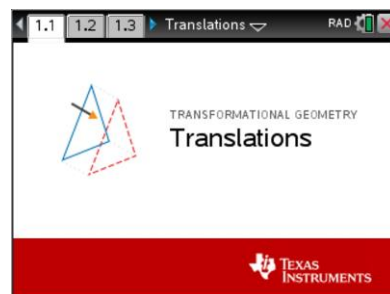 1.1 1.2 1.3 Translations RAD
TRANSFORMATIONAL GEOMETRY
Translations
TEXAS
INSTRUMENTS